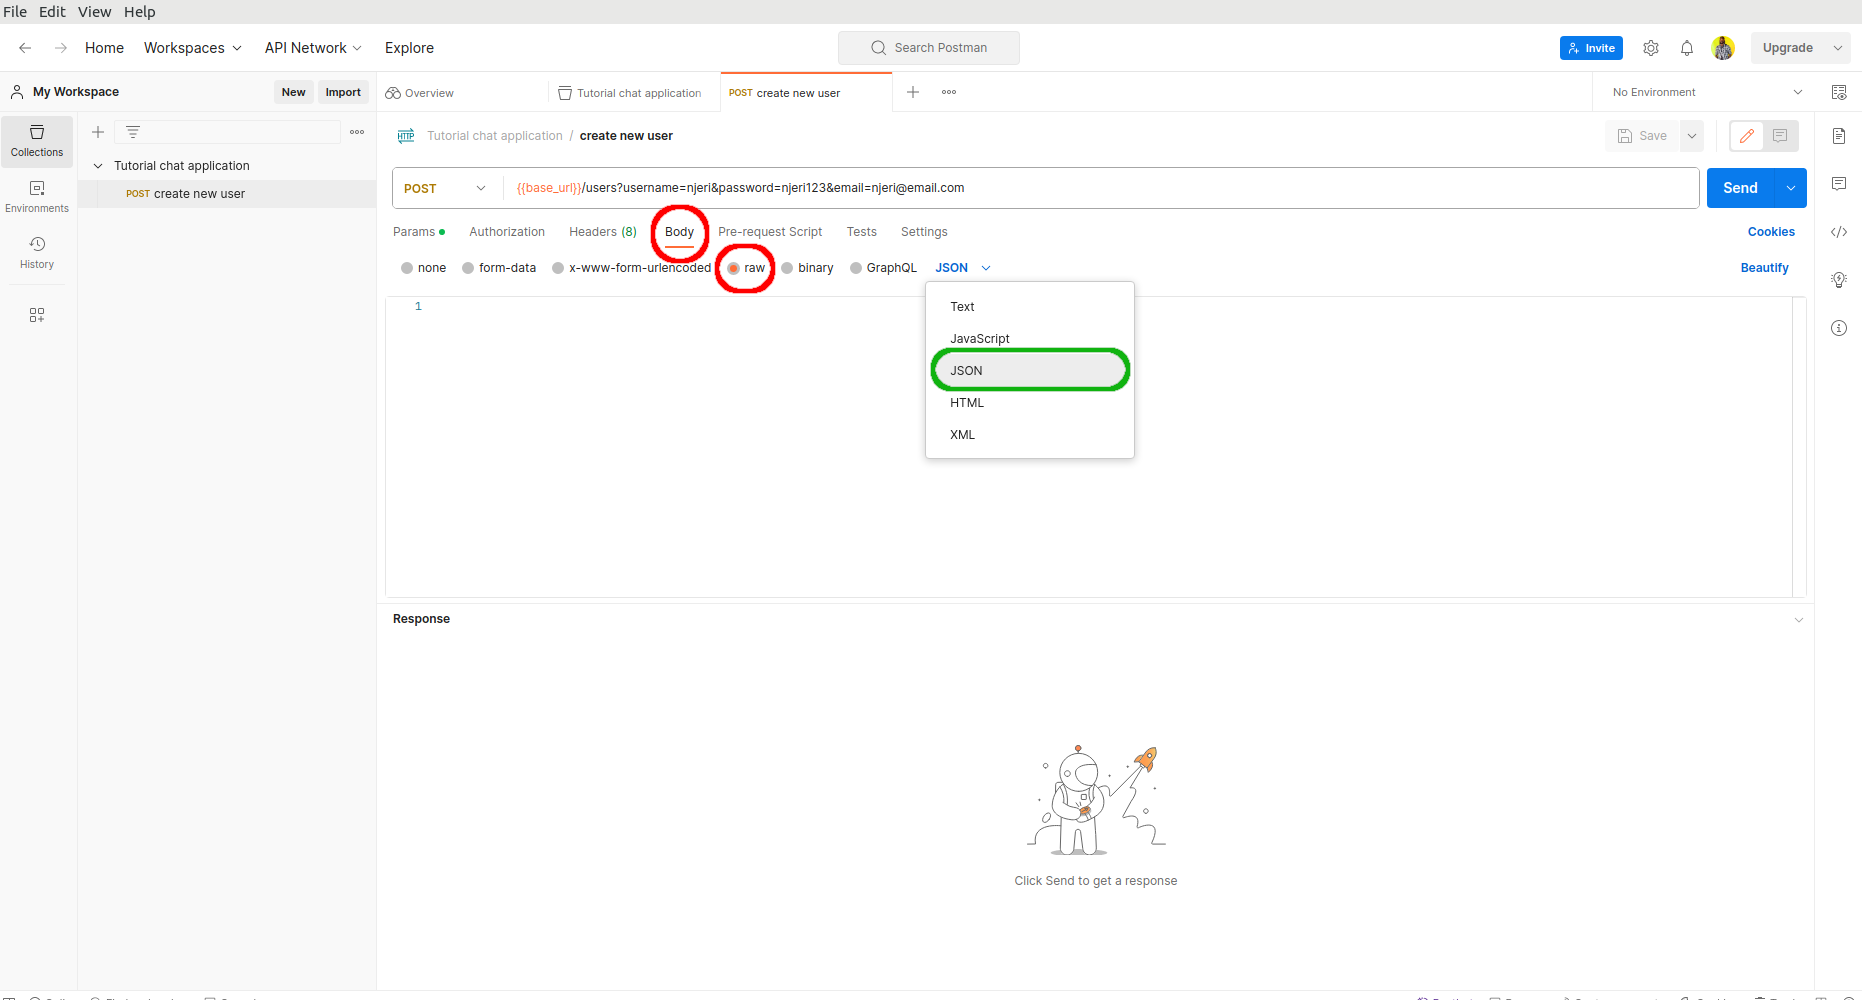 File Edit View Help
Home Workspaces API Network Explore Search Postman Invite Upgrade
My Workspace New Import Overview Tutorial chat application POST create new user No Environment
Collections
Tutorial chat application / create new user Save
Tutorial chat application
POST create new user
Environments
History
POST {{base_url}}/users?username=njeri&password=njeri123&email=njeri@email.com Send
Params Authorization Headers (8) Body Pre-request Script Tests Settings Cookies
none form-data x-www-form-urlencoded raw binary GraphQL JSON Beautify
1
Text
JavaScript
JSON
HTML
XML
Response
Click Send to get a response